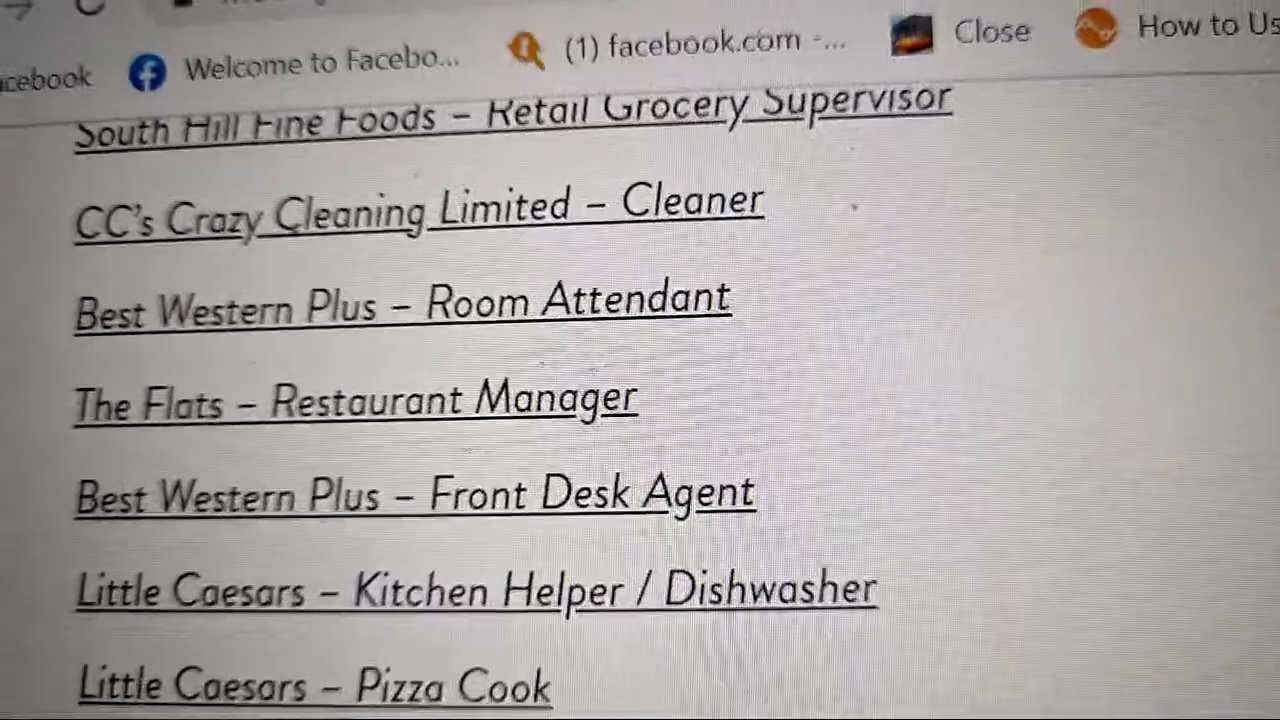 cebook Welcome to Facebo... (1) facebook.com -... Close How to Us
South Hill Fine Foods – Retail Grocery Supervisor
CC's Crazy Cleaning Limited – Cleaner
Best Western Plus – Room Attendant
The Flats – Restaurant Manager
Best Western Plus – Front Desk Agent
Little Caesars – Kitchen Helper / Dishwasher
Little Caesars – Pizza Cook